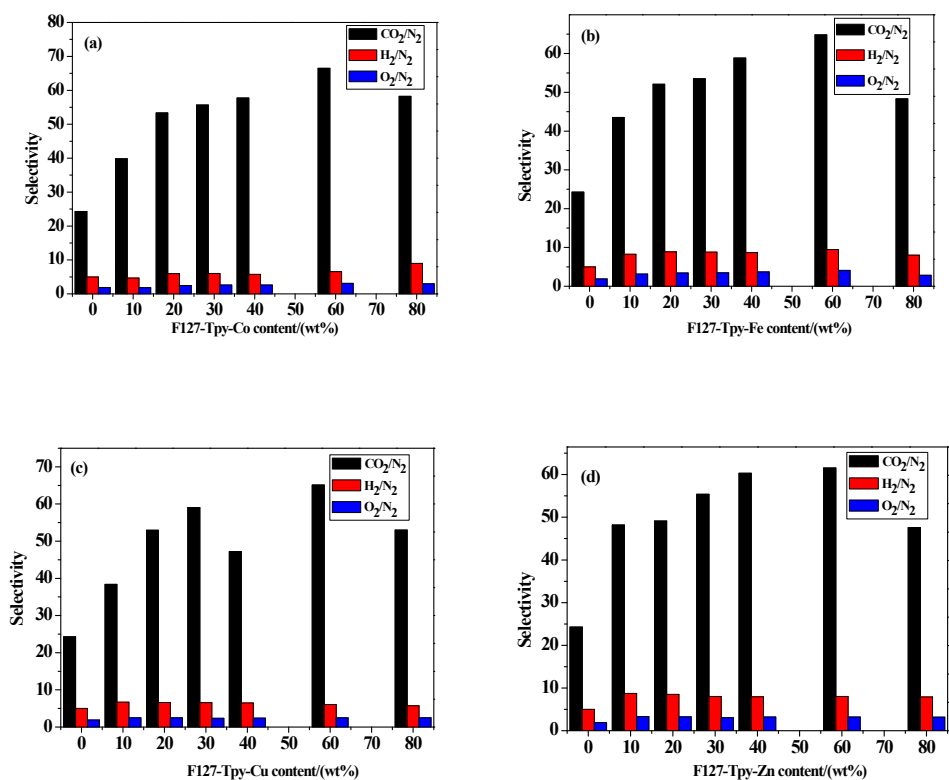 (a)
CO2/N2
H2/N2
O2/N2
80
70
60
50
40
30
20
10
0
Selectivity
0 10 20 30 40 50 60 70 80
F127-Tpy-Co content/(wt%)
(b)
CO2/N2
H2/N2
O2/N2
60
50
40
30
20
10
0
Selectivity
0 10 20 30 40 50 60 70 80
F127-Tpy-Fe content/(wt%)
(c)
CO2/N2
H2/N2
O2/N2
70
60
50
40
30
20
10
0
Selectivity
0 10 20 30 40 50 60 70 80
F127-Tpy-Cu content/(wt%)
(d)
CO2/N2
H2/N2
O2/N2
60
50
40
30
20
10
0
Selectivity
0 10 20 30 40 50 60 70 80
F127-Tpy-Zn content/(wt%)